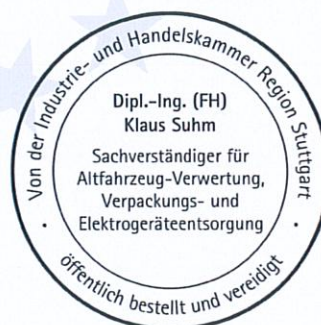 Von der Industrie- und Handelskammer Region Stuttgart
Dipl.-Ing. (FH)
Klaus Suhm
Sachverständiger für
Altfahrzeug-Verwertung,
Verpackungs- und
Elektrogeräteentsorgung
öffentlich bestellt und vereidigt